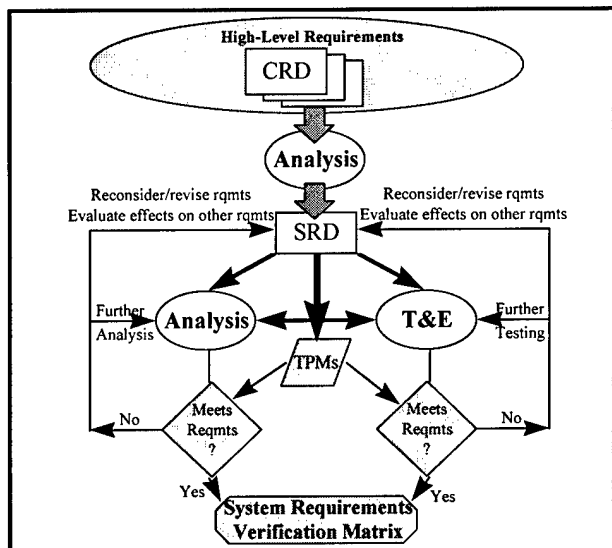 High-Level Requirements
CRD
Analysis
Reconsider/revise rqmts
Evaluate effects on other rqmts
Reconsider/revise rqmts
Evaluate effects on other rqmts
SRD
Further
Analysis
Analysis
T&E
Further
Testing
TPMs
Meets
Reqmts
?
Meets
Reqmts
?
No
No
Yes
Yes
System Requirements
Verification Matrix